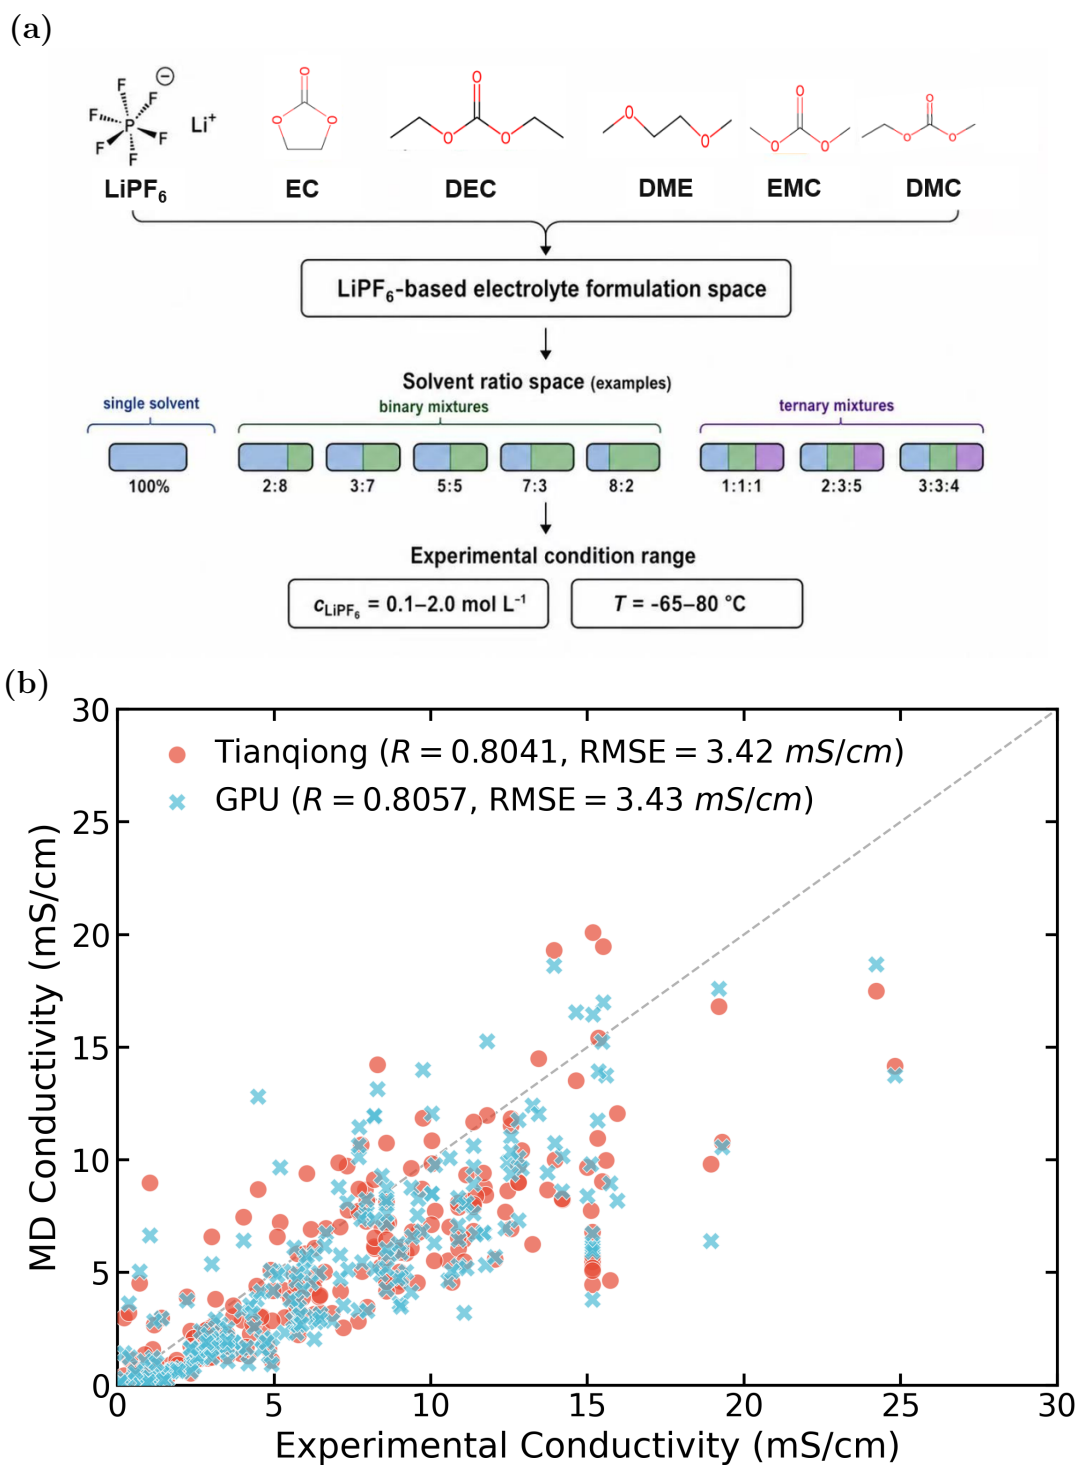 (a)
F F F F F F P ⊖ Li⁺ O O O O O O O O O O O O O O
LiPF₆ EC DEC DME EMC DMC
LiPF₆-based electrolyte formulation space
Solvent ratio space (examples)
single solvent binary mixtures ternary mixtures
100% 2:8 3:7 5:5 7:3 8:2 1:1:1 2:3:5 3:3:4
Experimental condition range
c_LiPF₆ = 0.1–2.0 mol L⁻¹ T = -65–80 °C
(b)
Tianqiong (R = 0.8041, RMSE = 3.42 mS/cm)
GPU (R = 0.8057, RMSE = 3.43 mS/cm)
MD Conductivity (mS/cm)
30
25
20
15
10
5
0
0 5 10 15 20 25 30
Experimental Conductivity (mS/cm)